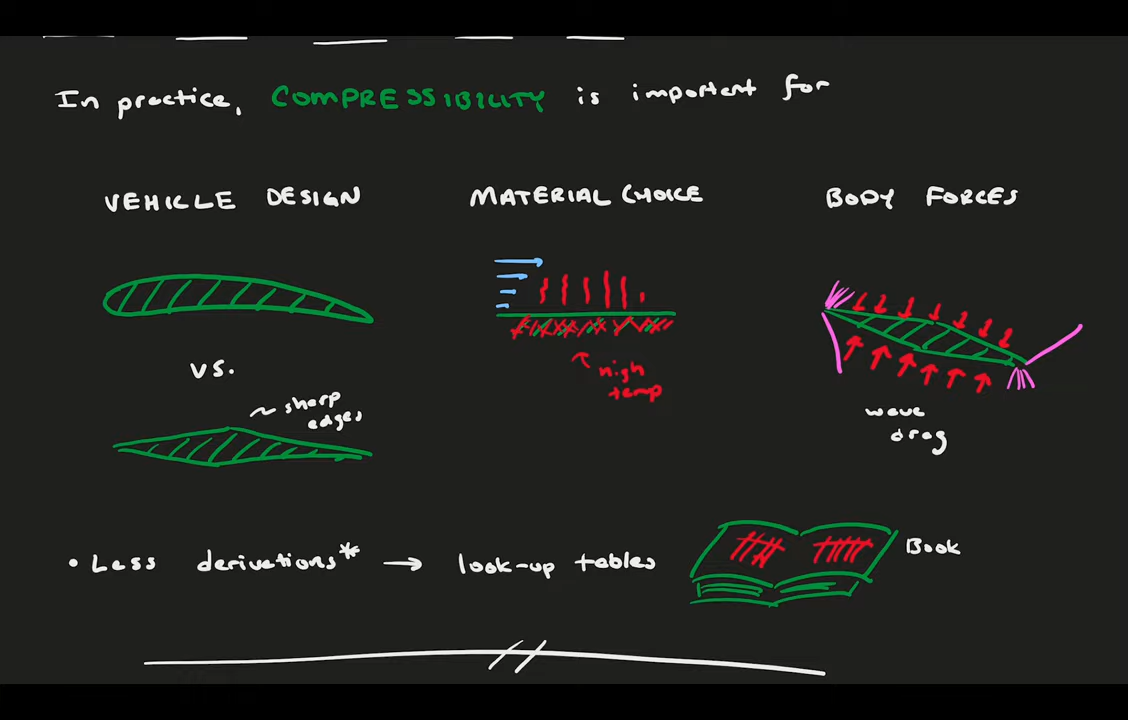 In practice, COMPRESSIBILITY is important for
VEHICLE DESIGN
MATERIAL CHOICE
BODY FORCES
vs.
~ sharp
edges
high
temp
wave
drag
• Less derivations* → look-up tables
Book